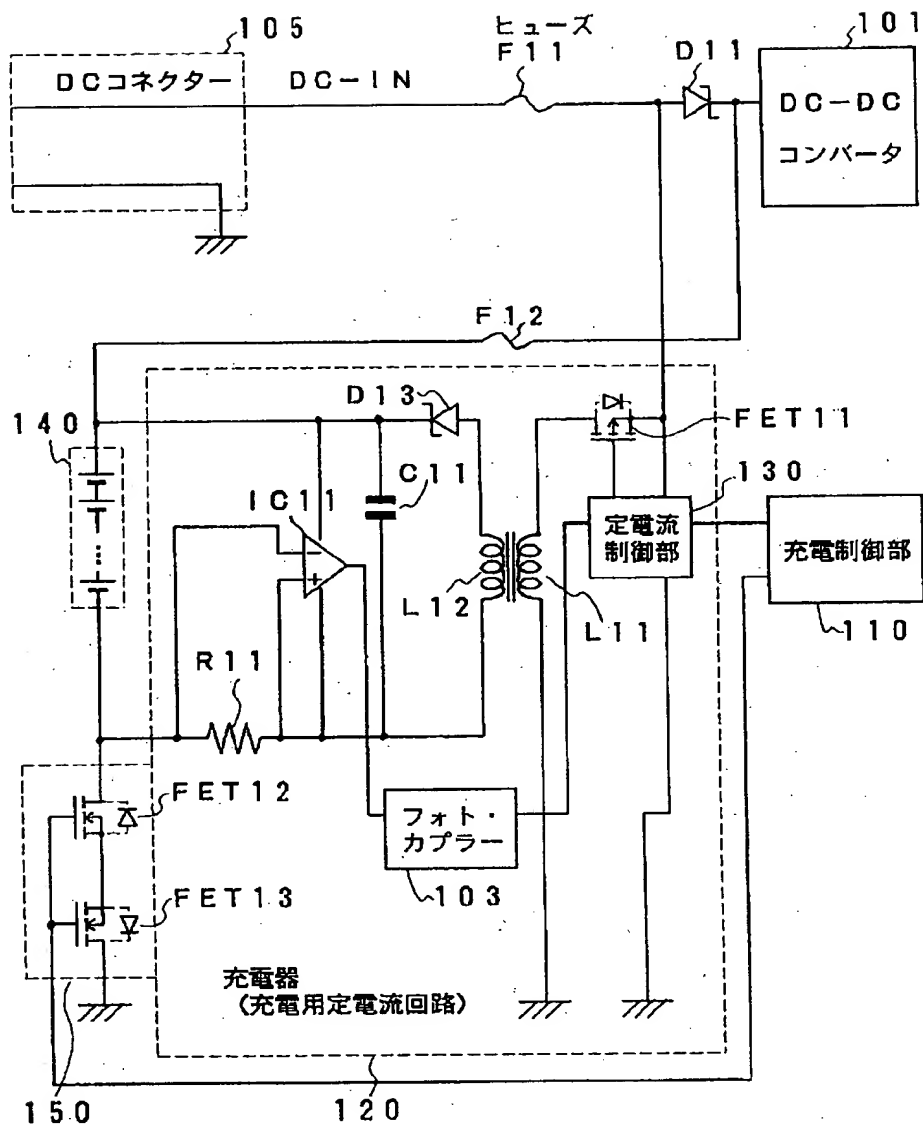 105
DCコネクター
DC-IN
ヒューズ
F11
D11
101
DC-DC
コンバータ
F12
140
D13
C11
IC11
FET11
130
定電流
制御部
充電制御部
110
L12
L11
R11
FET12
フォト・
カプラー
103
FET13
充電器
(充電用定電流回路)
150
120